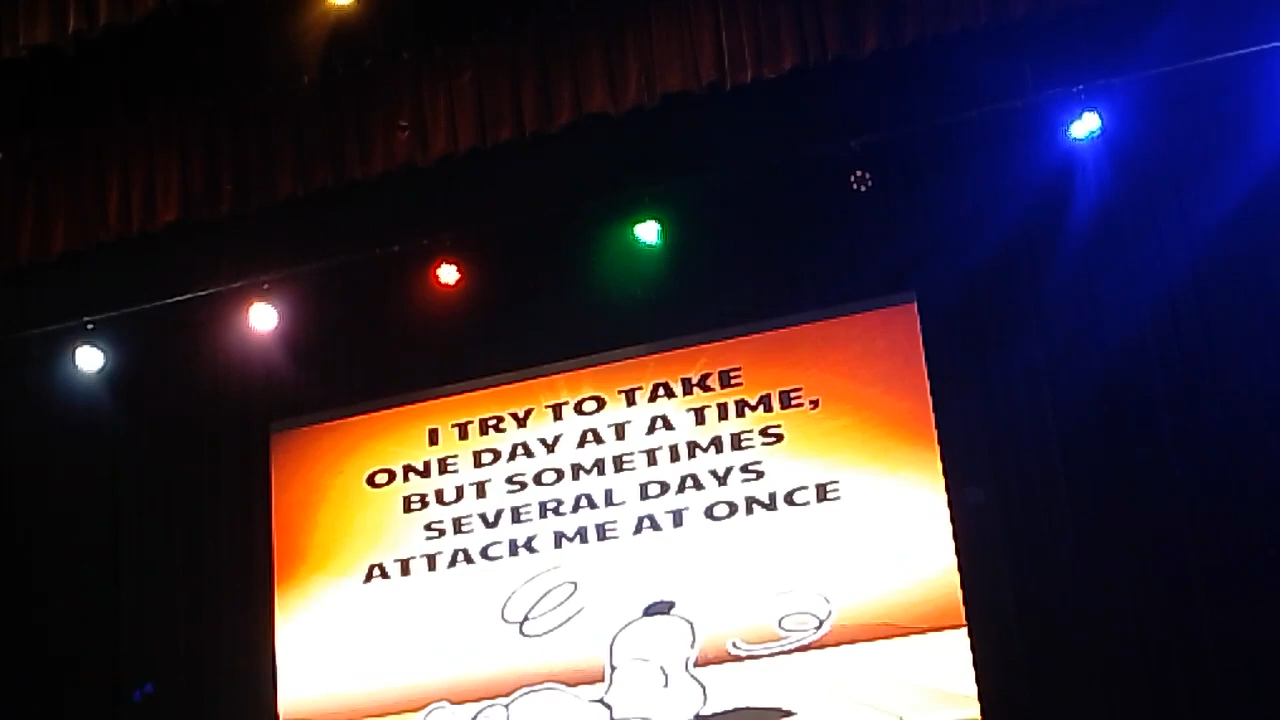 I TRY TO TAKE
ONE DAY AT A TIME,
BUT SOMETIMES
SEVERAL DAYS
ATTACK ME AT ONCE